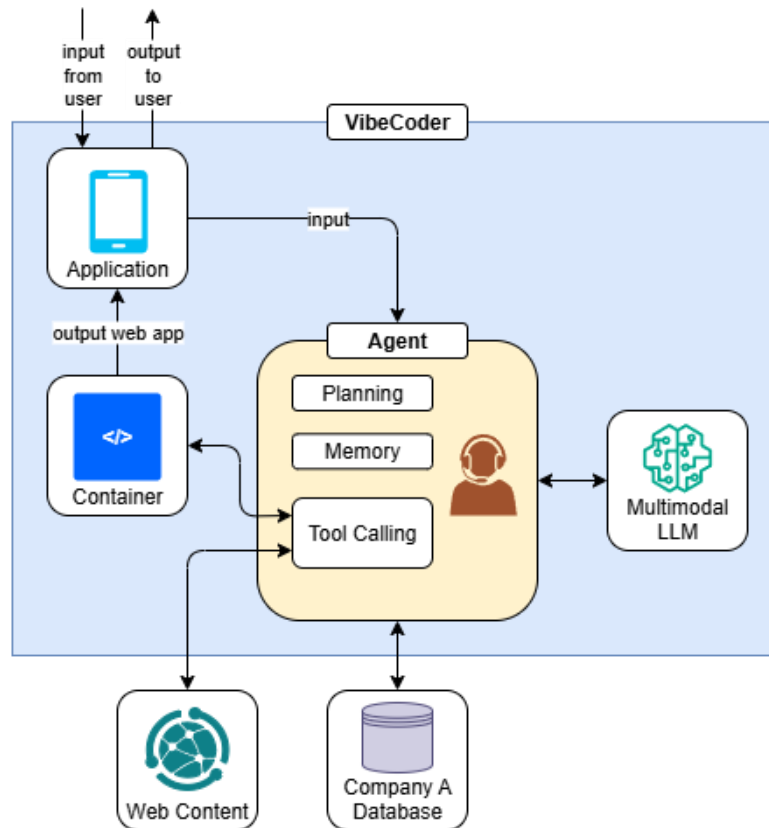 input
from
user
output
to
user
VibeCoder
Application
input
output web app
Agent
Planning
Memory
Tool Calling
</>
Container
Multimodal
LLM
Web Content
Company A
Database